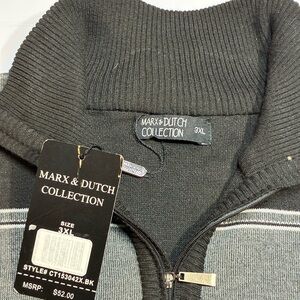 MARX & DUTCH
COLLECTION
3XL
MARX & DUTCH
COLLECTION
SIZE
3XL
STYLE# CT153042X.BK
MSRP: $52.00